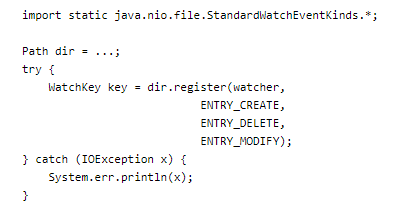 import static java.nio.file.StandardWatchEventKinds.*;

Path dir = ...;
try {
    WatchKey key = dir.register(watcher,
                           ENTRY_CREATE,
                           ENTRY_DELETE,
                           ENTRY_MODIFY);
} catch (IOException x) {
    System.err.println(x);
}